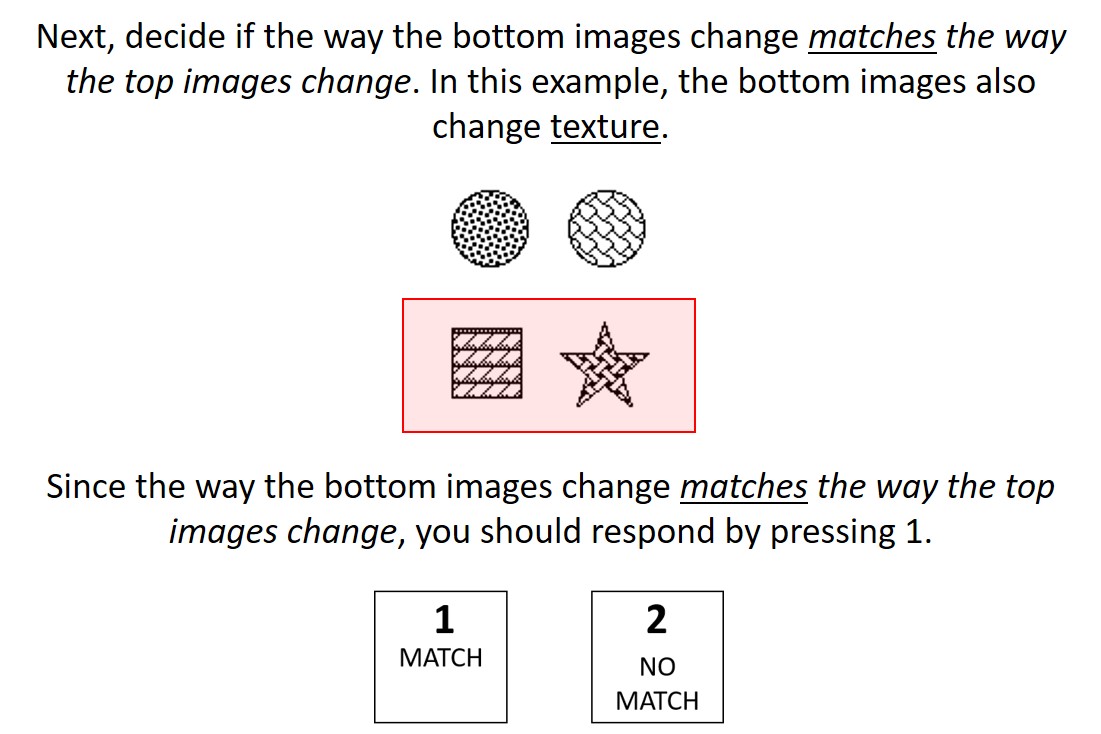 Next, decide if the way the bottom images change matches the way
the top images change. In this example, the bottom images also
change texture.
Since the way the bottom images change matches the way the top
images change, you should respond by pressing 1.
1
MATCH
2
NO
MATCH